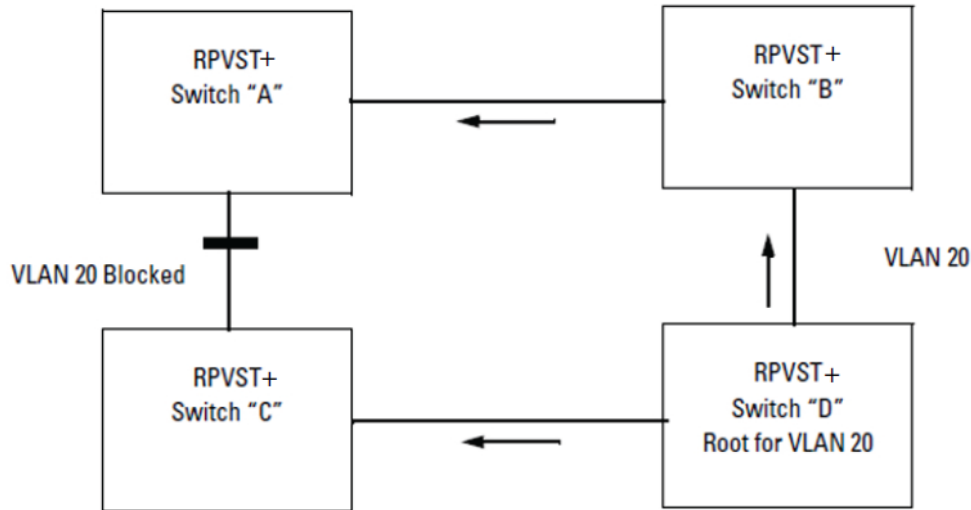 RPVST+
Switch “A”
RPVST+
Switch “B”
VLAN 20 Blocked
VLAN 20
RPVST+
Switch “C”
RPVST+
Switch “D”
Root for VLAN 20